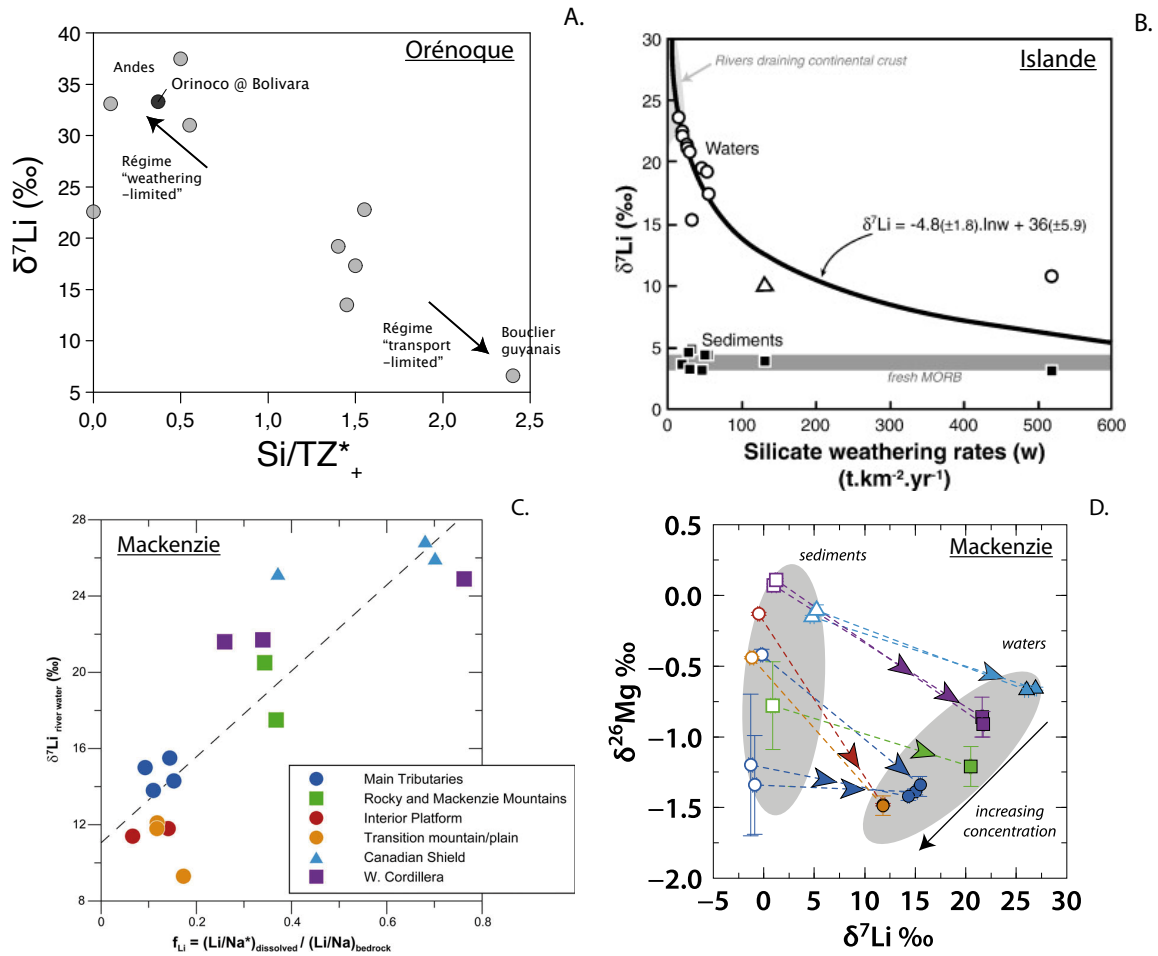 A.
Orénoque
40
35
30
25
20
15
10
5
δ⁷Li (‰)
Andes
Orinoco @ Bolivara
Régime
"weathering
-limited"
Régime
"transport
-limited"
Bouclier
guyanais
0,0 0,5 1,0 1,5 2,0 2,5
Si/TZ*₊
B.
Islande
30
25
20
15
10
5
0
δ⁷Li (‰)
Rivers draining continental crust
Waters
δ⁷Li = -4.8(±1.8).lnw + 36(±5.9)
Sediments
fresh MORB
0 100 200 300 400 500 600
Silicate weathering rates (w)
(t.km⁻².yr⁻¹)
C.
Mackenzie
28
24
20
16
12
8
δ⁷Li river water (‰)
Main Tributaries
Rocky and Mackenzie Mountains
Interior Platform
Transition mountain/plain
Canadian Shield
W. Cordillera
0 0.2 0.4 0.6 0.8
f Li = (Li/Na*)dissolved / (Li/Na)bedrock
D.
Mackenzie
0.5
0.0
−0.5
−1.0
−1.5
−2.0
δ²⁶Mg ‰
sediments
waters
increasing
concentration
−5 0 5 10 15 20 25 30
δ⁷Li ‰